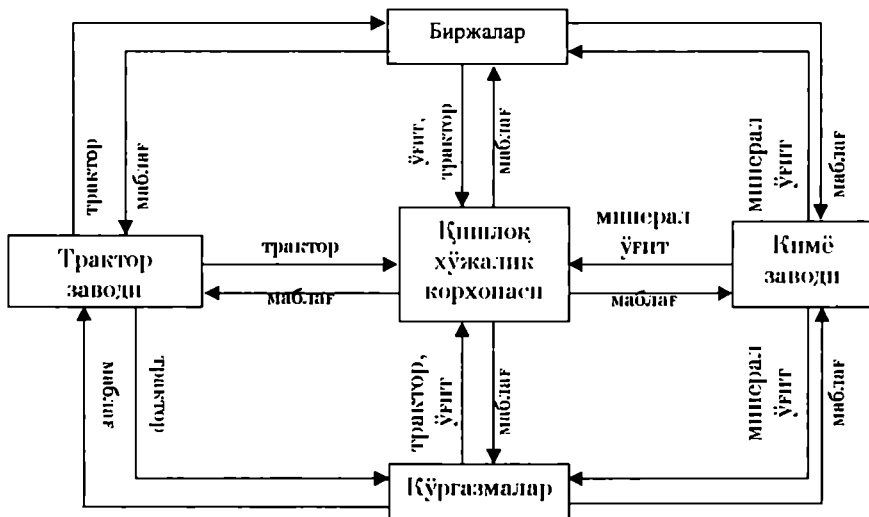 Биржалар
трактор
маблағ
ўғит,
трактор
маблағ
минерал
ўғит
маблағ
Трактор
заводи
трактор
маблағ
Қишлоқ
хўжалик
корхонаси
минерал
ўғит
маблағ
Кимё
заводи
маблағ
трактор
трактор,
ўғит
маблағ
минерал
ўғит
маблағ
Кўргазмалар